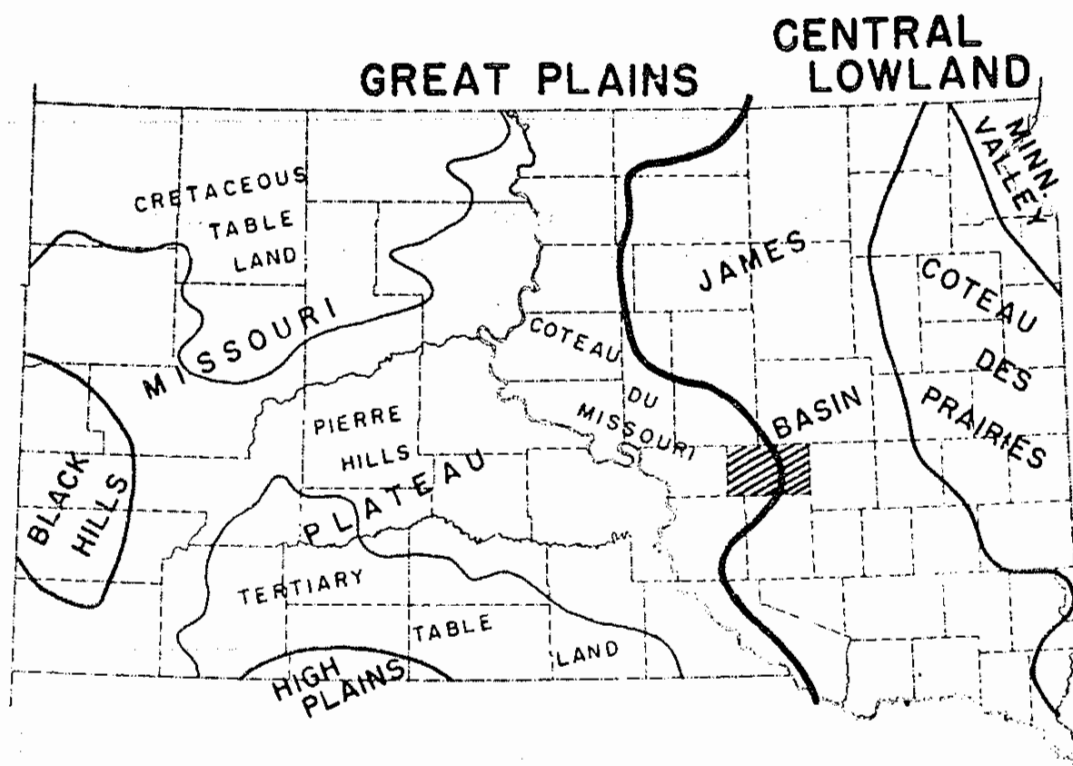 CENTRAL
LOWLAND
GREAT PLAINS
MINN.
VALLEY
CRETACEOUS
TABLE
LAND
JAMES
BASIN
COTEAU
DES
PRAIRIES
MISSOURI
PLATEAU
COTEAU
DU
MISSOURI
PIERRE
HILLS
BLACK
HILLS
TERTIARY
TABLE
LAND
HIGH
PLAINS